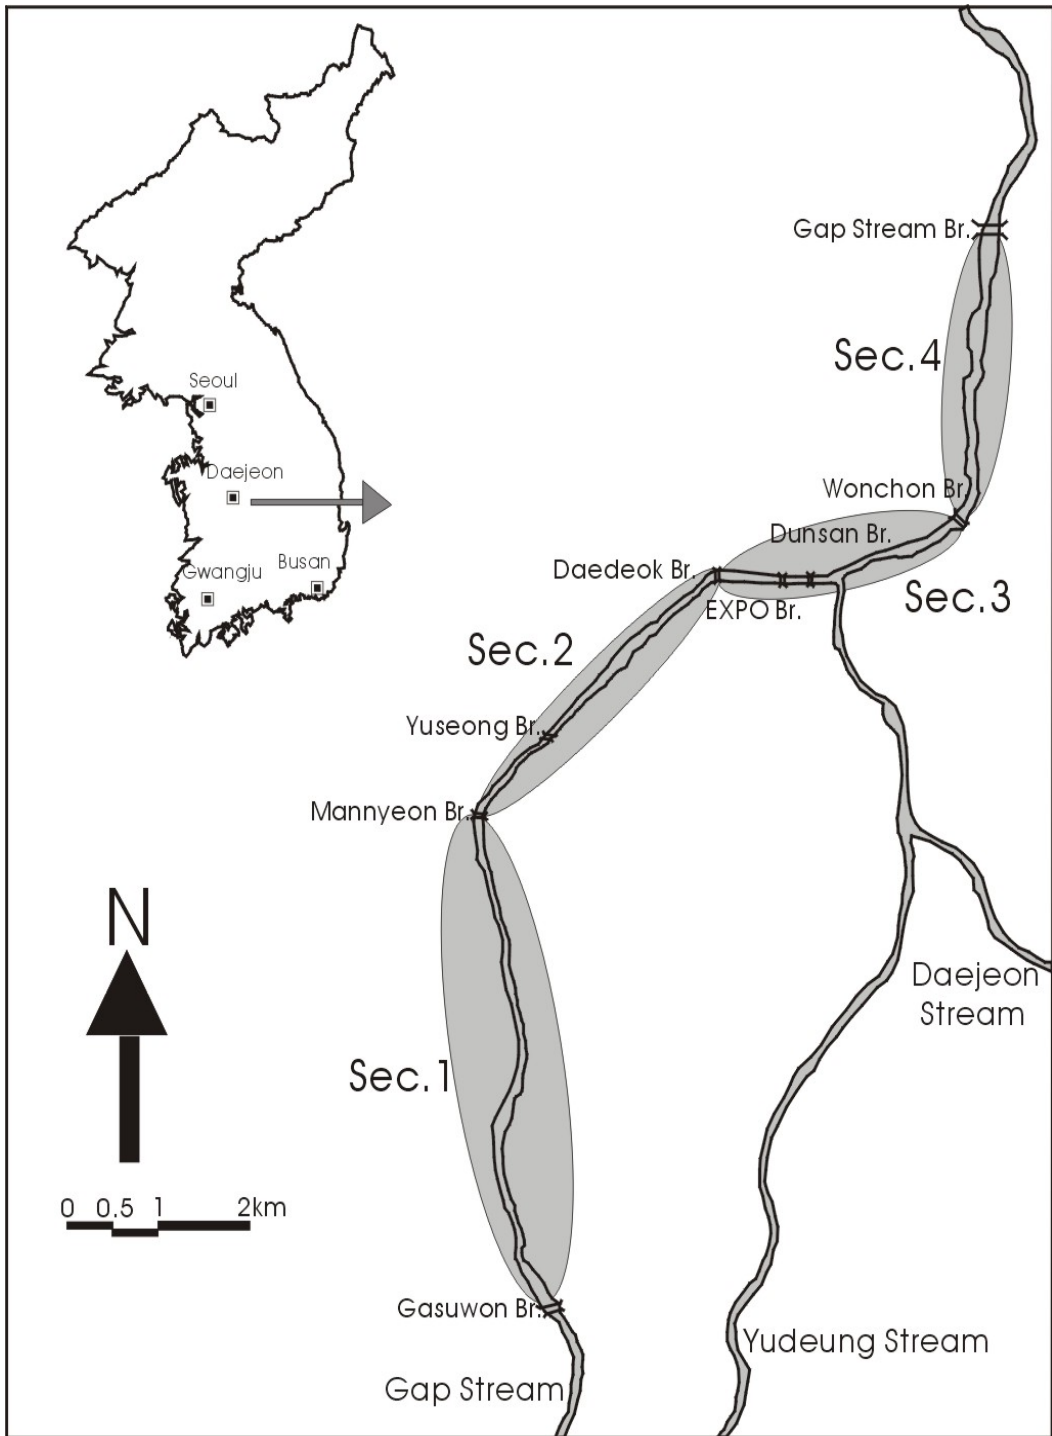 Gap Stream Br.
Sec.4
Seoul
Daejeon
Wonchon Br.
Dunsan Br.
Gwangju
Busan
Daedeok Br.
EXPO Br.
Sec.3
Sec.2
Yuseong Br.
Mannyeon Br.
N
Daejeon
Stream
Sec.1
0 0.5 1 2km
Gasuwon Br.
Yudeung Stream
Gap Stream